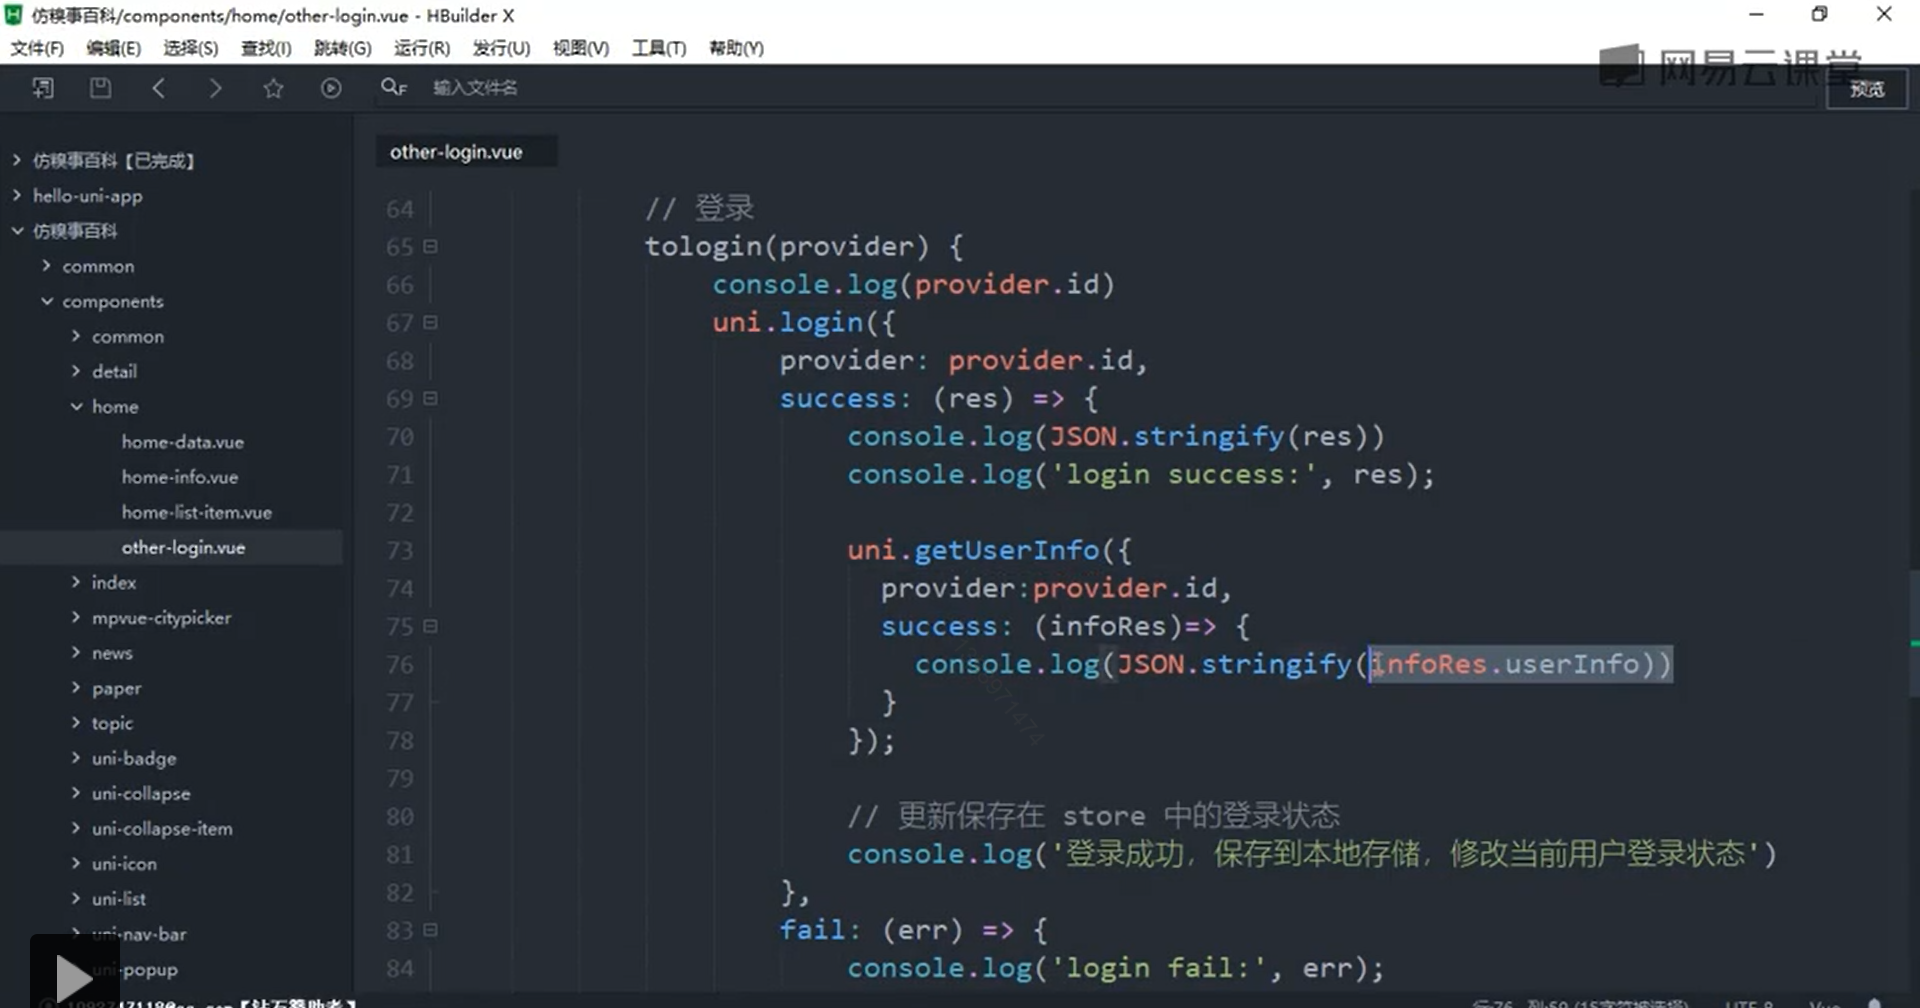 仿糗事百科/components/home/other-login.vue - HBuilder X
文件(F) 编辑(E) 选择(S) 查找(I) 跳转(G) 运行(R) 发行(U) 视图(V) 工具(T) 帮助(Y)
网易云课堂
输入文件名
预览
仿糗事百科【已完成】
hello-uni-app
仿糗事百科
common
components
common
detail
home
home-data.vue
home-info.vue
home-list-item.vue
other-login.vue
index
mpvue-citypicker
news
paper
topic
uni-badge
uni-collapse
uni-collapse-item
uni-icon
uni-list
uni-nav-bar
uni-popup
other-login.vue
64 // 登录
65 tologin(provider) {
66 console.log(provider.id)
67 uni.login({
68 provider: provider.id,
69 success: (res) => {
70 console.log(JSON.stringify(res))
71 console.log('login success:', res);
72
73 uni.getUserInfo({
74 provider:provider.id,
75 success: (infoRes)=> {
76 console.log(JSON.stringify(infoRes.userInfo))
77 }
78 });
79
80 // 更新保存在 store 中的登录状态
81 console.log('登录成功，保存到本地存储，修改当前用户登录状态')
82 },
83 fail: (err) => {
84 console.log('login fail:', err);